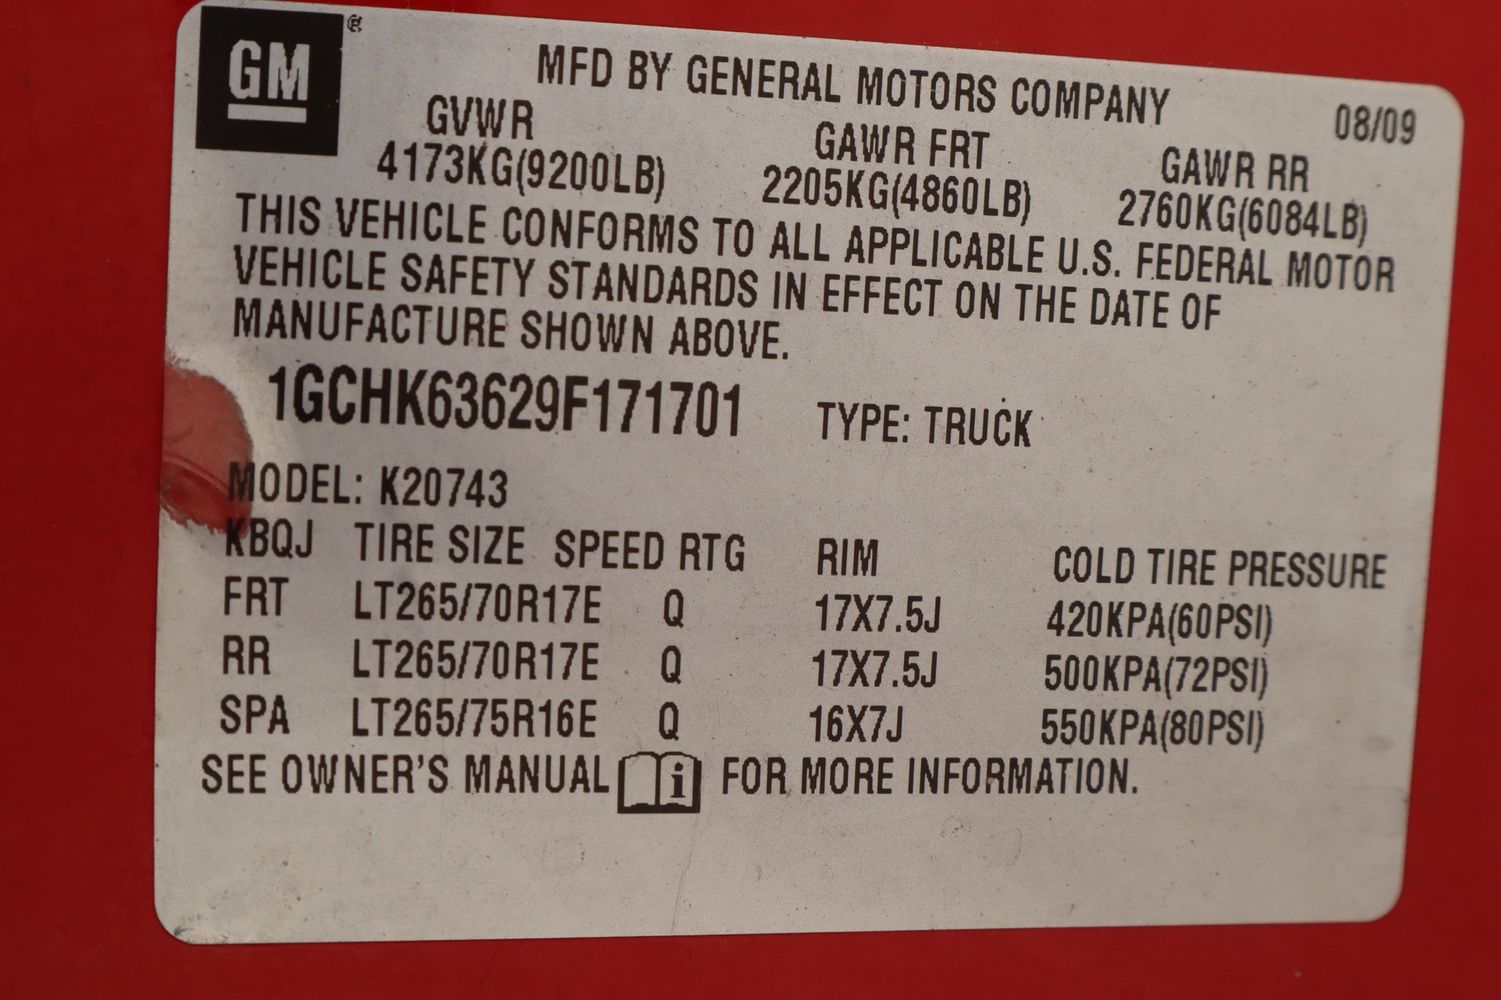 GM ®
MFD BY GENERAL MOTORS COMPANY 08/09
GVWR GAWR FRT GAWR RR
4173KG(9200LB) 2205KG(4860LB) 2760KG(6084LB)
THIS VEHICLE CONFORMS TO ALL APPLICABLE U.S. FEDERAL MOTOR
VEHICLE SAFETY STANDARDS IN EFFECT ON THE DATE OF
MANUFACTURE SHOWN ABOVE.
1GCHK63629F171701 TYPE: TRUCK
MODEL: K20743
KBQJ TIRE SIZE SPEED RTG RIM COLD TIRE PRESSURE
FRT LT265/70R17E Q 17X7.5J 420KPA(60PSI)
RR LT265/70R17E Q 17X7.5J 500KPA(72PSI)
SPA LT265/75R16E Q 16X7J 550KPA(80PSI)
SEE OWNER'S MANUAL i FOR MORE INFORMATION.